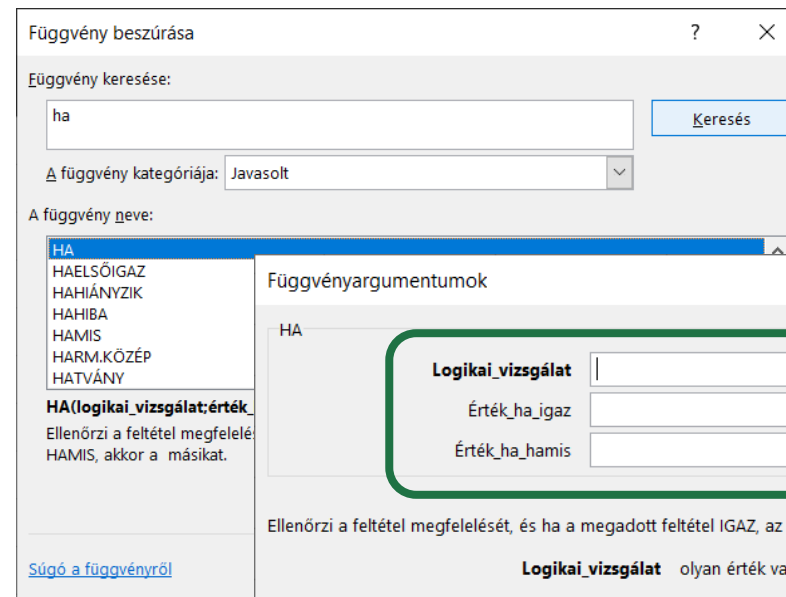 Függvény beszúrása ?
Függvény keresése:
ha
Keresés
A függvény kategóriája: Javasolt
A függvény neve:
HA
HAELSŐIGAZ
HAHIÁNYZIK
HAHIBA
HAMIS
HARM.KÖZÉP
HATVÁNY
HA(logikai_vizsgálat;érték_
Ellenőrzi a feltétel megfelelés
HAMIS, akkor a másikat.
Súgó a függvényről
Függvényargumentumok
HA
Logikai_vizsgálat
Érték_ha_igaz
Érték_ha_hamis
Ellenőrzi a feltétel megfelelését, és ha a megadott feltétel IGAZ, az
Logikai_vizsgálat olyan érték va